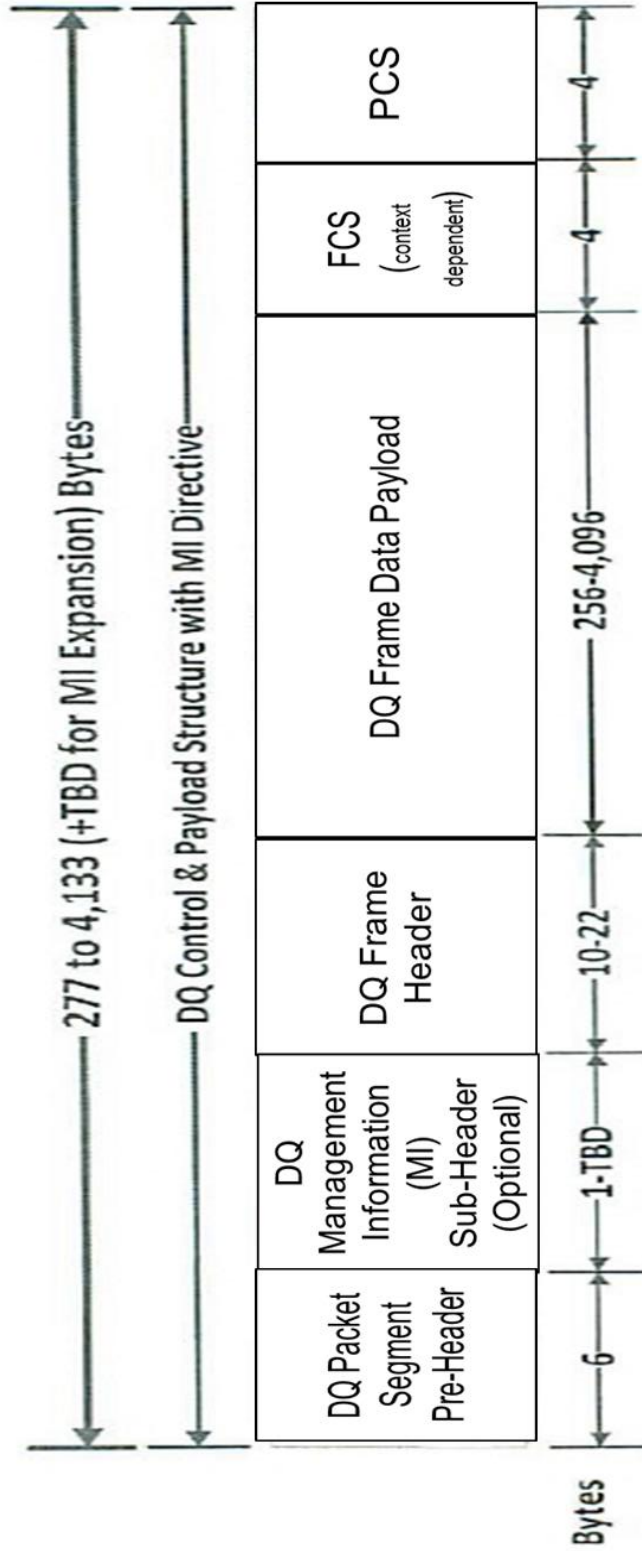 277 to 4,133 (+TBD for MI Expansion) Bytes
DQ Control & Payload Structure with MI Directive
DQ Packet
Segment
Pre-Header
DQ
Management
Information
(MI)
Sub-Header
(Optional)
DQ Frame
Header
DQ Frame Data Payload
FCS
(context
dependent)
PCS
Bytes
6
1-TBD
10-22
256-4,096
4
4